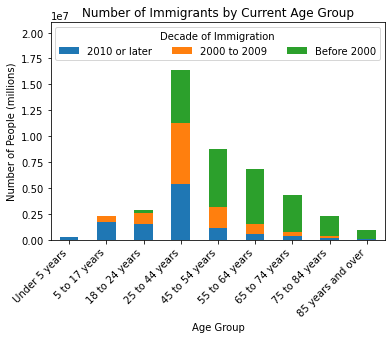 Number of Immigrants by Current Age Group
1e7
Decade of Immigration
2010 or later 2000 to 2009 Before 2000
Number of People (millions)
2.00
1.75
1.50
1.25
1.00
0.75
0.50
0.25
0.00
Under 5 years
5 to 17 years
18 to 24 years
25 to 44 years
45 to 54 years
55 to 64 years
65 to 74 years
75 to 84 years
85 years and over
Age Group